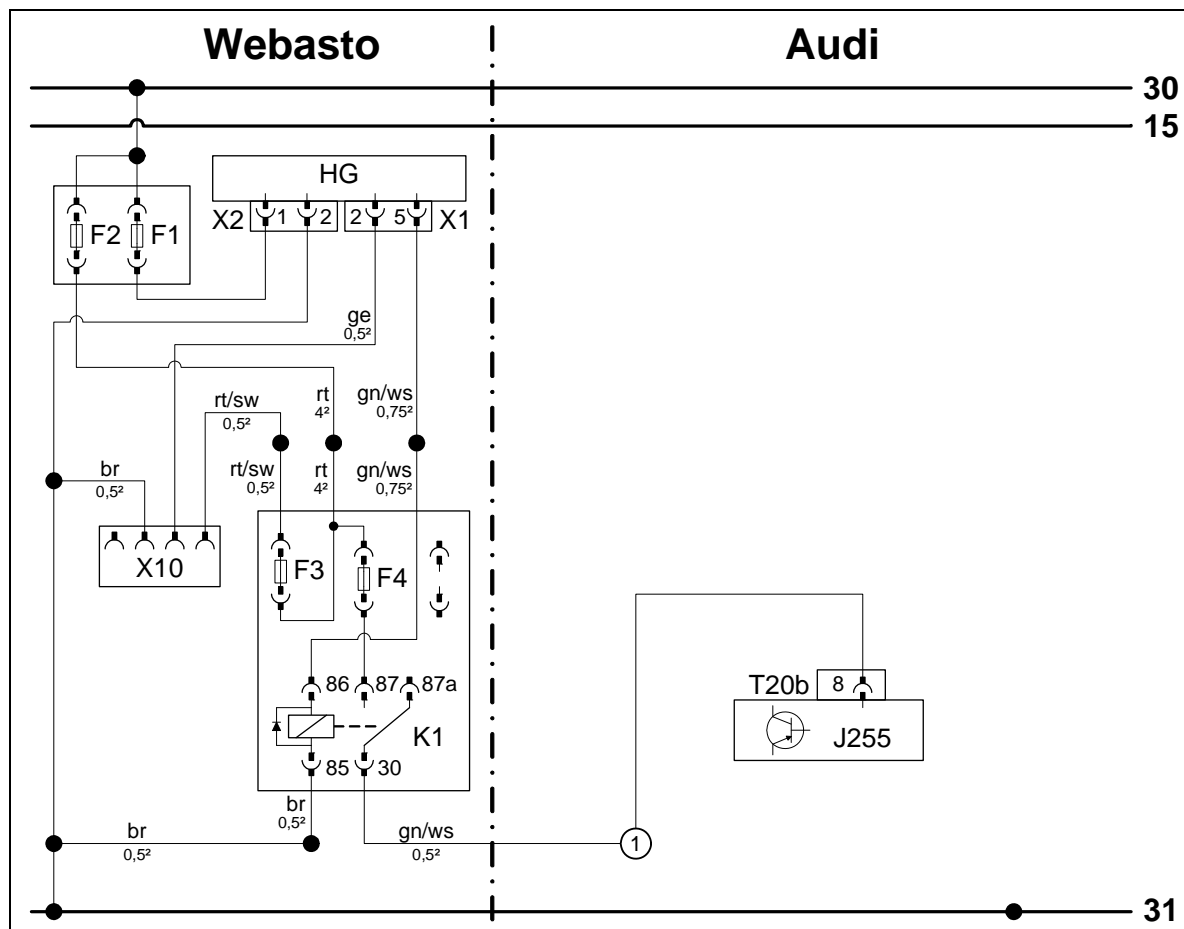 Webasto
Audi
30
15
HG
X2 1 2 2 5 X1
F2 F1
ge
0,5²
rt/sw
0,5²
rt
4²
gn/ws
0,75²
br
0,5²
rt/sw
0,5²
rt
4²
gn/ws
0,75²
X10
F3 F4
86 87 87a
T20b 8
K1
J255
85 30
br
0,5²
br
0,5²
gn/ws
0,5²
1
31